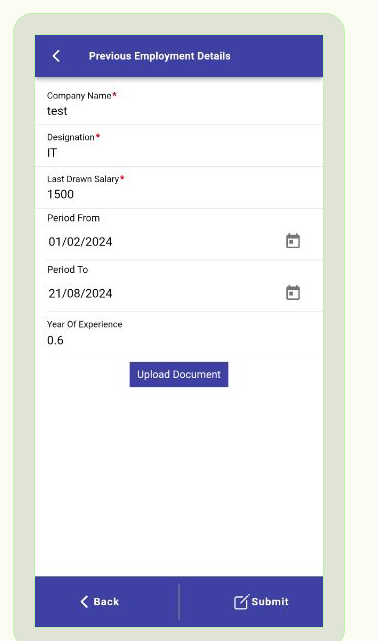 Previous Employment Details
Company Name*
test
Designation*
IT
Last Drawn Salary*
1500
Period From
01/02/2024
Period To
21/08/2024
Year Of Experience
0.6
Upload Document
Back
Submit